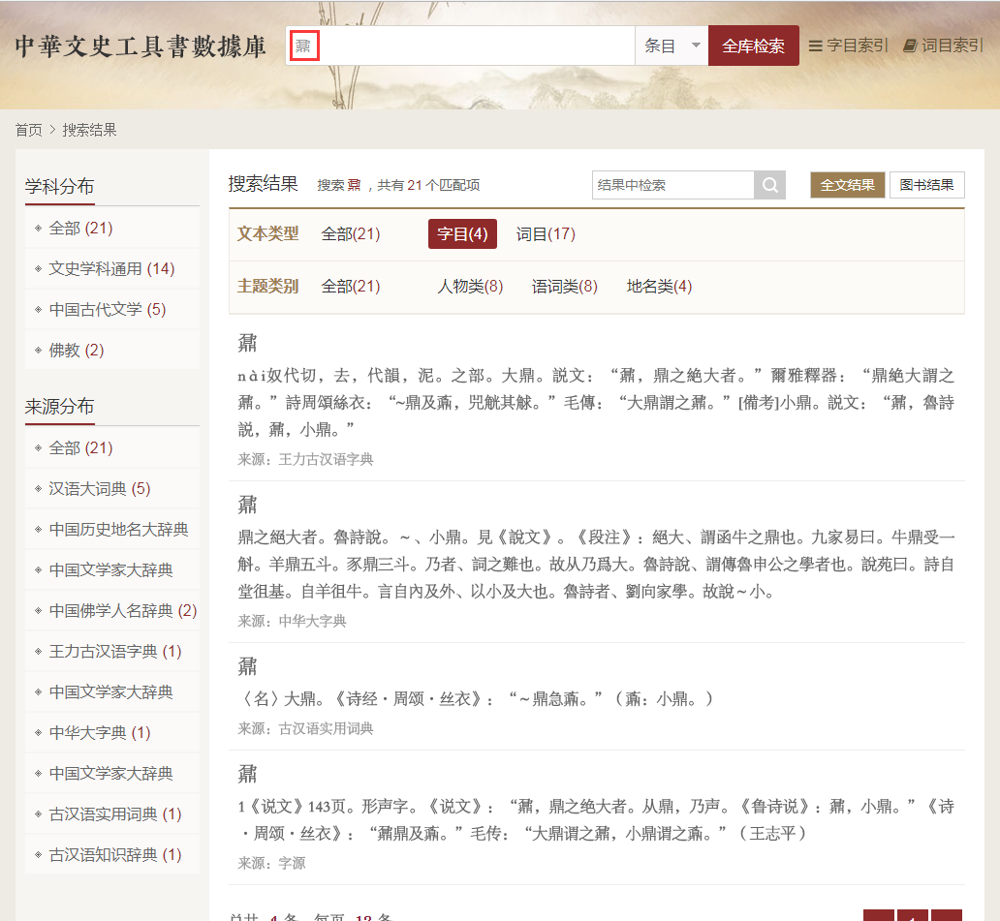 中華文史工具書數據庫
鼐
条目
全库检索
字目索引
词目索引
首页 > 搜索结果
学科分布
全部 (21)
文史学科通用 (14)
中国古代文学 (5)
佛教 (2)
来源分布
全部 (21)
汉语大词典 (5)
中国历史地名大辞典
中国文学家大辞典
中国佛学人名辞典 (2)
王力古汉语字典 (1)
中国文学家大辞典
中华大字典 (1)
中国文学家大辞典
古汉语实用词典 (1)
古汉语知识辞典 (1)
搜索结果 搜索 鼐 ，共有 21 个匹配项
结果中检索
全文结果
图书结果
文本类型 全部(21) 字目(4) 词目(17)
主题类别 全部(21) 人物类(8) 语词类(8) 地名类(4)
鼐
nài奴代切，去，代韻，泥。之部。大鼎。説文：“鼐，鼎之絶大者。”爾雅釋器：“鼎絶大謂之
鼐。”詩周頌絲衣：“~鼎及鼒，兕觥其觩。”毛傳：“大鼎謂之鼐。”[備考]小鼎。説文：“鼐，魯詩
説，鼐，小鼎。”
来源：王力古汉语字典
鼐
鼎之絕大者。魯詩說。～、小鼎。見《說文》。《段注》：絕大、謂函牛之鼎也。九家易曰。牛鼎受一
斛。羊鼎五斗。豕鼎三斗。乃者、詞之難也。故从乃爲大。魯詩說、謂傳魯申公之學者也。說苑曰。詩自
堂徂基。自羊徂牛。言自內及外、以小及大也。魯詩者、劉向家學。故說～小。
来源：中华大字典
鼐
〈名〉大鼎。《诗经·周颂·丝衣》：“～鼎急鼒。”（鼒：小鼎。）
来源：古汉语实用词典
鼐
1《说文》143页。形声字。《说文》：“鼐，鼎之绝大者。从鼎，乃声。《鲁诗说》：鼐，小鼎。”《诗
·周颂·丝衣》：“鼐鼎及鼒。”毛传：“大鼎谓之鼐，小鼎谓之鼒。”（王志平）
来源：字源
总共 4 条 每页 12 条
1